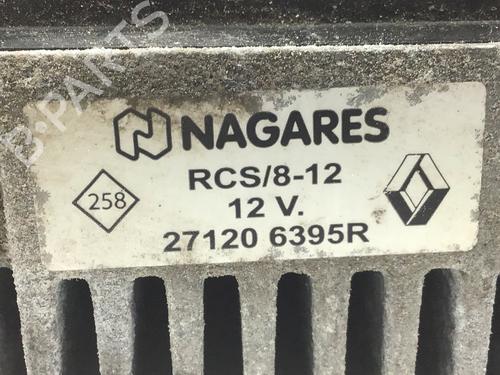 B-PARTS
NAGARES
RCS/8-12
258
12 V.
27120 6395R